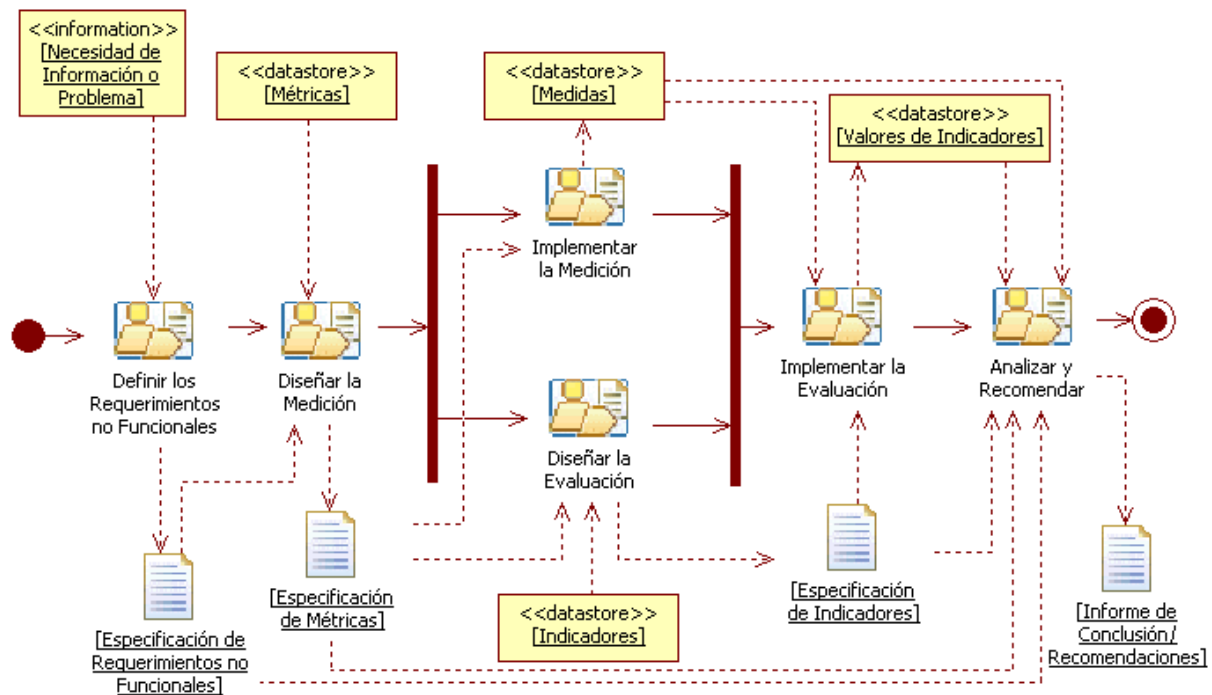 <<information>>
[Necesidad de
Información o
Problema]
<<datastore>>
[Métricas]
<<datastore>>
[Medidas]
<<datastore>>
[Valores de Indicadores]
Implementar
la Medición
Definir los
Requerimientos
no Funcionales
Diseñar la
Medición
Implementar la
Evaluación
Analizar y
Recomendar
Diseñar la
Evaluación
[Especificación de
Requerimientos no
Funcionales]
[Especificación
de Métricas]
<<datastore>>
[Indicadores]
[Especificación
de Indicadores]
[Informe de
Conclusión/
Recomendaciones]